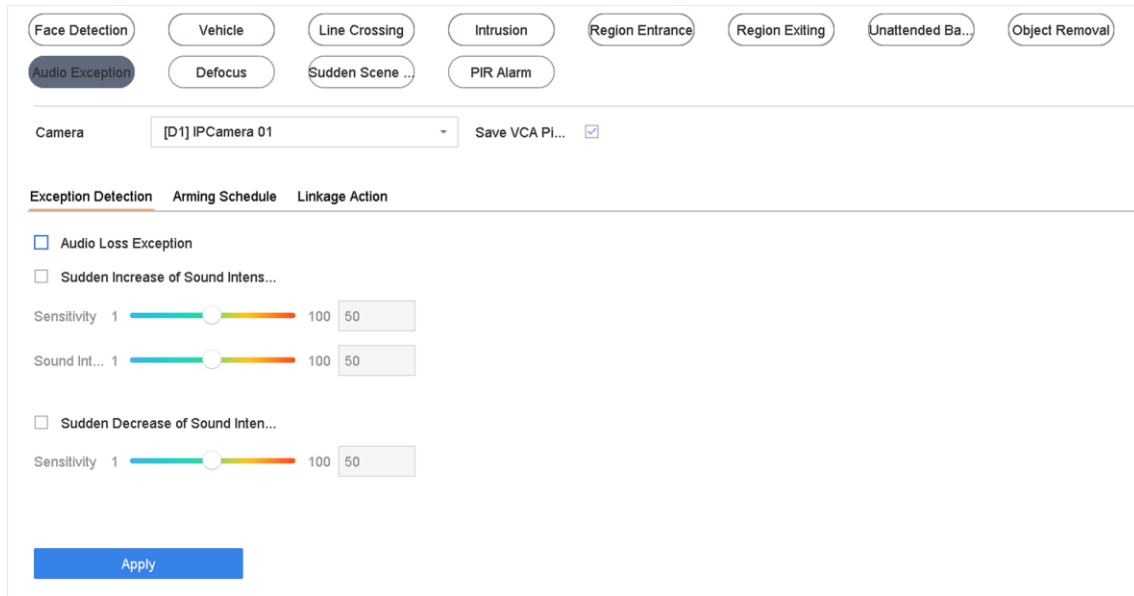 Face Detection Vehicle Line Crossing Intrusion Region Entrance Region Exiting Unattended Ba... Object Removal
Audio Exception Defocus Sudden Scene ... PIR Alarm
Camera [D1] IPCamera 01 Save VCA Pi...
Exception Detection Arming Schedule Linkage Action
Audio Loss Exception
Sudden Increase of Sound Intens...
Sensitivity 1 100 50
Sound Int... 1 100 50
Sudden Decrease of Sound Inten...
Sensitivity 1 100 50
Apply